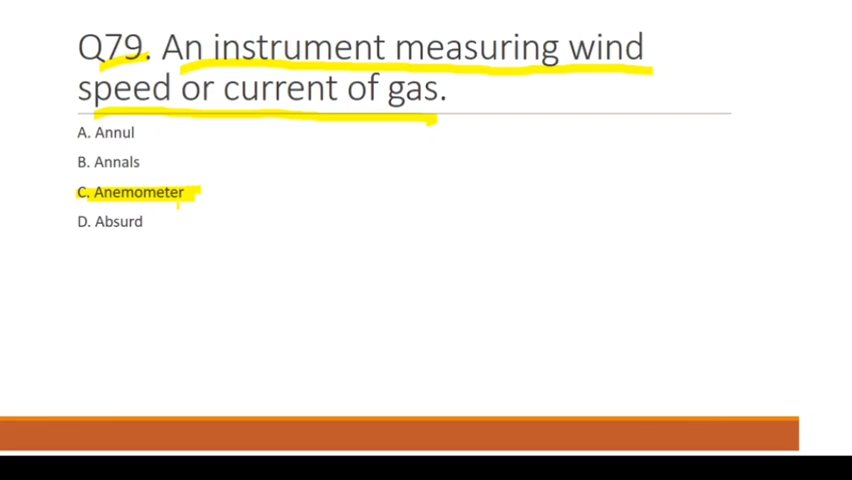 Q79. An instrument measuring wind
speed or current of gas.
A. Annul
B. Annals
C. Anemometer
D. Absurd